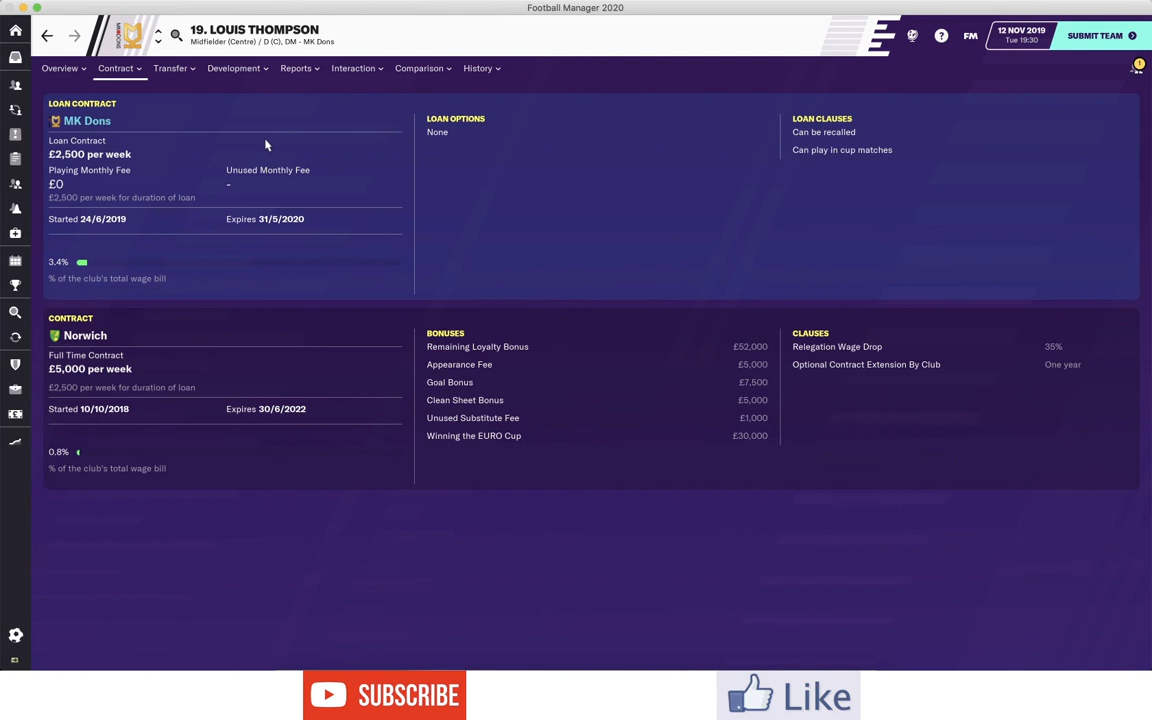 Football Manager 2020
19. LOUIS THOMPSON
Midfielder (Centre) / D (C), DM - MK Dons
FM
12 NOV 2019
Tue 19:30
SUBMIT TEAM
Overview
Contract
Transfer
Development
Reports
Interaction
Comparison
History
1
LOAN CONTRACT
MK Dons
Loan Contract
£2,500 per week
Playing Monthly Fee
Unused Monthly Fee
£0
-
£2,500 per week for duration of loan
Started 24/6/2019
Expires 31/5/2020
3.4%
% of the club's total wage bill
LOAN OPTIONS
None
LOAN CLAUSES
Can be recalled
Can play in cup matches
CONTRACT
Norwich
Full Time Contract
£5,000 per week
£2,500 per week for duration of loan
Started 10/10/2018
Expires 30/6/2022
0.8%
% of the club's total wage bill
BONUSES
Remaining Loyalty Bonus £52,000
Appearance Fee £5,000
Goal Bonus £7,500
Clean Sheet Bonus £5,000
Unused Substitute Fee £1,000
Winning the EURO Cup £30,000
CLAUSES
Relegation Wage Drop 35%
Optional Contract Extension By Club One year
SUBSCRIBE
Like